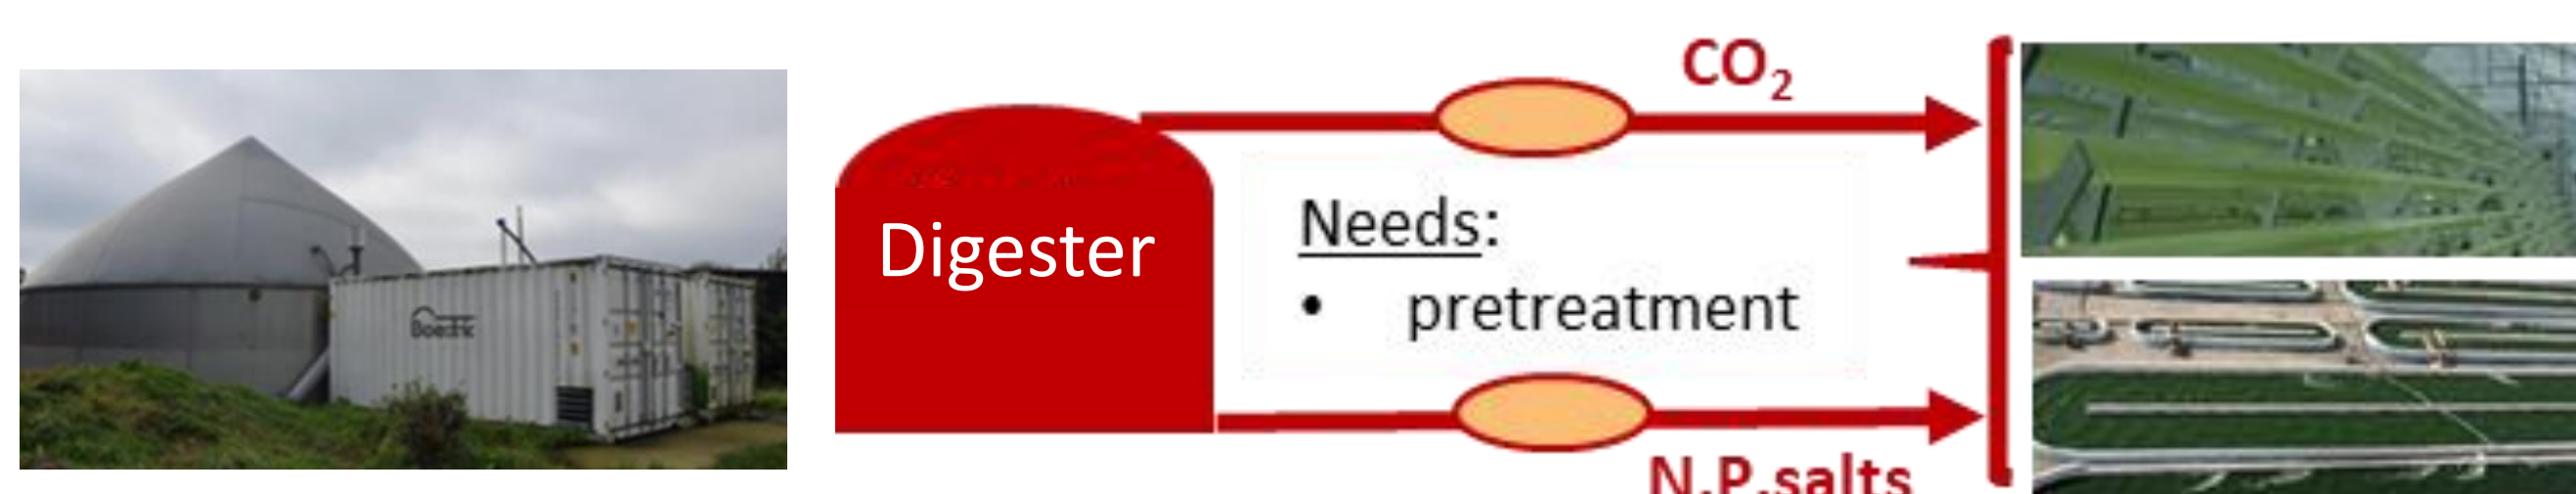 CO₂
Digester
Needs:
• pretreatment
N,P,salts